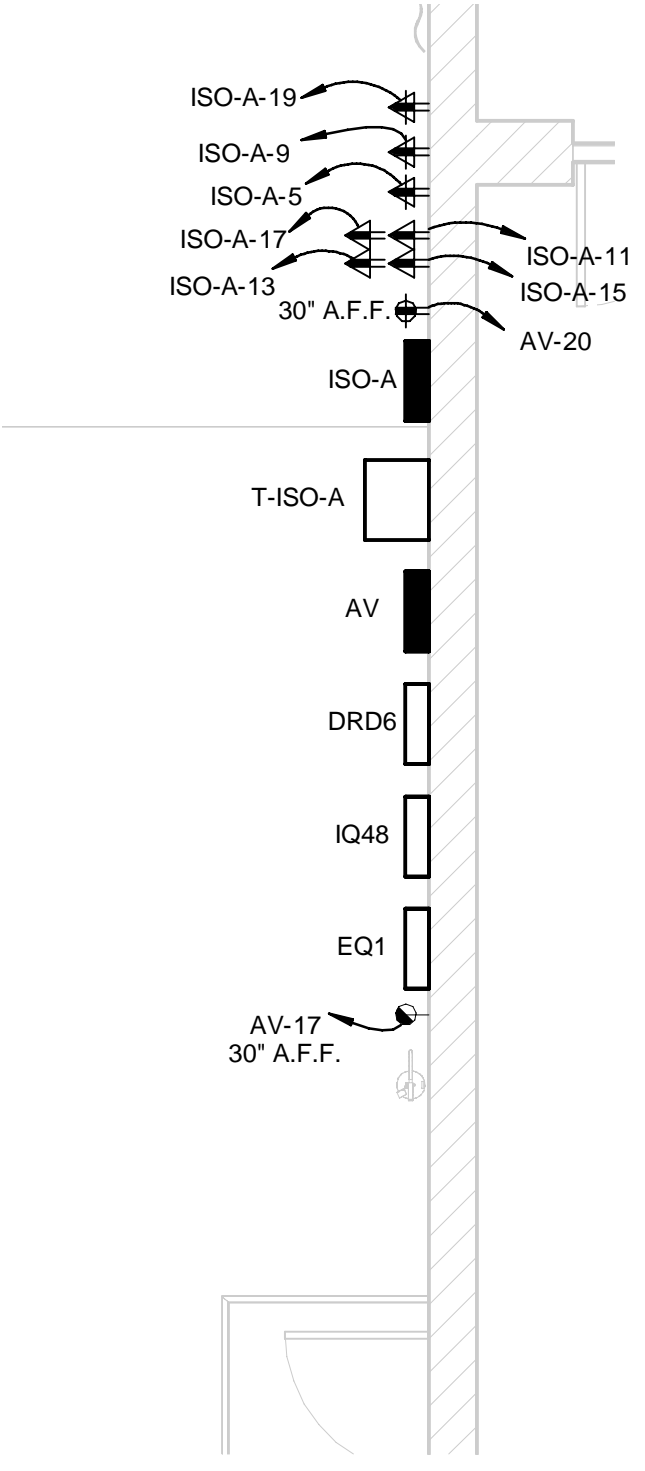 ISO-A-19
ISO-A-9
ISO-A-5
ISO-A-17
ISO-A-11
ISO-A-13
ISO-A-15
30" A.F.F.
AV-20
ISO-A
T-ISO-A
AV
DRD6
IQ48
EQ1
AV-17
30" A.F.F.